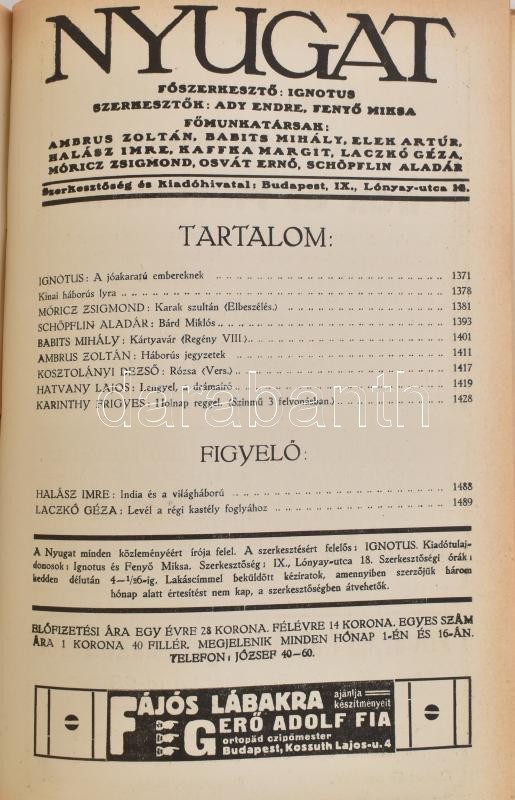 NYUGAT
FŐSZERKESZTŐ: IGNOTUS
SZERKESZTŐK: ADY ENDRE, FENYŐ MIKSA
FŐMUNKATÁRSAK:
AMBRUS ZOLTÁN, BABITS MIHÁLY, ELEK ARTÚR,
HALÁSZ IMRE, KAFFKA MARGIT, LACZKÓ GÉZA,
MÓRICZ ZSIGMOND, OSVÁT ERNŐ, SCHÖPFLIN ALADÁR
Szerkesztőség és Kiadóhivatal: Budapest, IX., Lónyay-utca 18.
TARTALOM:
IGNOTUS: A jóakaratú embereknek 1371
Kinai háborús lyra 1378
MÓRICZ ZSIGMOND: Karak szultán (Elbeszélés.) 1381
SCHÖPFLIN ALADÁR: Bárd Miklós 1393
BABITS MIHÁLY: Kártyavár (Regény VIII.) 1401
AMBRUS ZOLTÁN: Háborús jegyzetek 1411
KOSZTOLÁNYI DEZSŐ: Rózsa (Vers.) 1417
HATVANY LAJOS: Lengyel, a drámaíró 1419
KARINTHY FRIGYES: Holnap reggel. (Szinmű 3 felvonásban.) 1428
darabanth
FIGYELŐ:
HALÁSZ IMRE: India és a világháború 1488
LACZKÓ GÉZA: Levél a régi kastély foglyához 1489
A Nyugat minden közleményéért írója felel. A szerkesztésért felelős: IGNOTUS. Kiadótulaj-
donosok: Ignotus és Fenyő Miksa. Szerkesztőség: IX., Lónyay-utca 18. Szerkesztőségi órák:
kedden délután 4—1/26-ig. Lakáscímmel beküldött kéziratok, amennyiben szerzőjük három
hónap alatt értesítést nem kap, a szerkesztőségben átvehetők.
ELŐFIZETÉSI ÁRA EGY ÉVRE 28 KORONA. FÉLÉVRE 14 KORONA. EGYES SZÁM
ÁRA 1 KORONA 40 FILLÉR. MEGJELENIK MINDEN HÓNAP 1-ÉN ÉS 16-ÁN.
TELEFON: JÓZSEF 40-60.
FÁJÓS LÁBAKRA ajántja készítményeit
GERŐ ADOLF FIA
ortopäd czipőmester
Budapest, Kossuth Lajos-u. 4